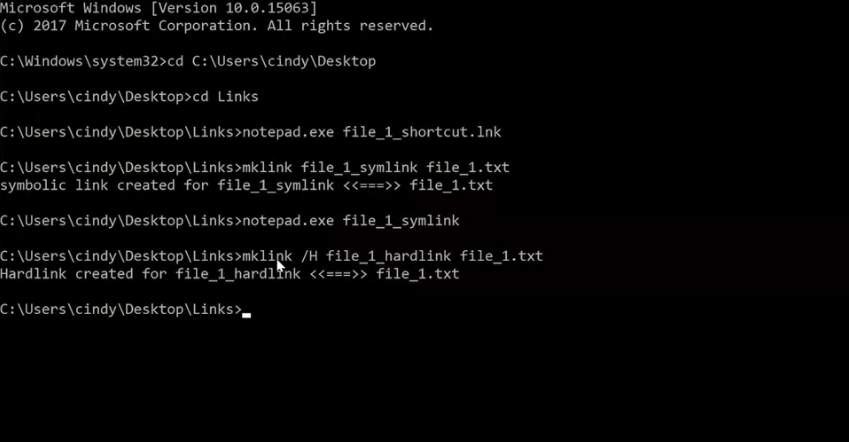 Microsoft Windows [Version 10.0.15063]
(c) 2017 Microsoft Corporation. All rights reserved.
C:\Windows\system32>cd C:\Users\cindy\Desktop
C:\Users\cindy\Desktop>cd Links
C:\Users\cindy\Desktop\Links>notepad.exe file_1_shortcut.lnk
C:\Users\cindy\Desktop\Links>mklink file_1_symlink file_1.txt
symbolic link created for file_1_symlink <<===>> file_1.txt
C:\Users\cindy\Desktop\Links>notepad.exe file_1_symlink
C:\Users\cindy\Desktop\Links>mklink /H file_1_hardlink file_1.txt
Hardlink created for file_1_hardlink <<===>> file_1.txt
C:\Users\cindy\Desktop\Links>